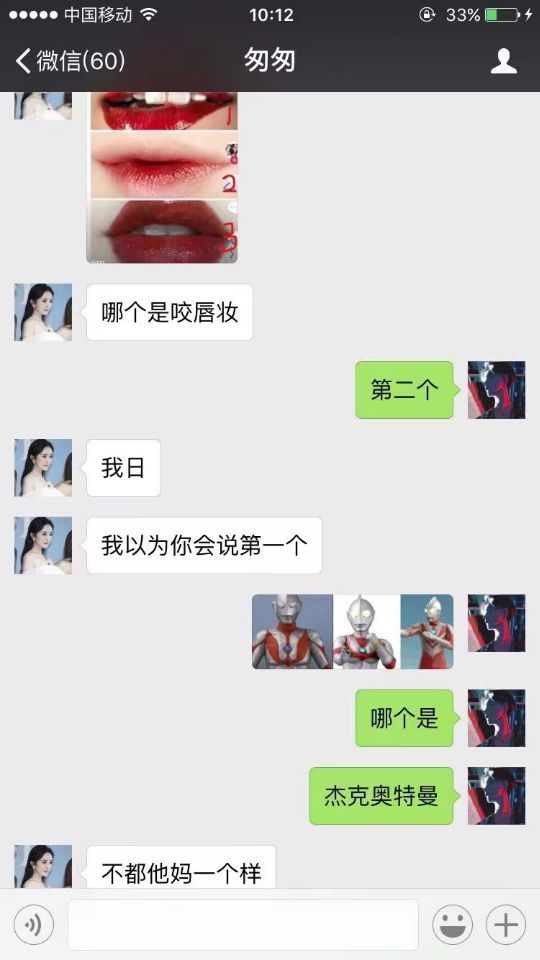 中国移动
10:12
33%
微信(60)
匆匆
1
2
3
哪个是咬唇妆
第二个
我日
我以为你会说第一个
哪个是
杰克奥特曼
不都他妈一个样